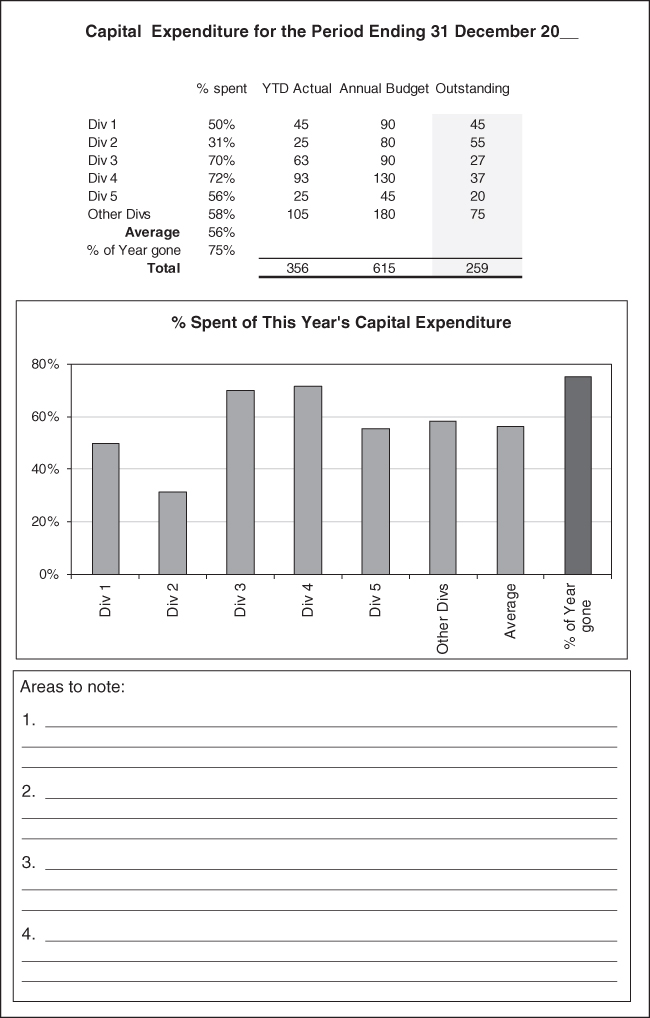 Capital Expenditure for the Period Ending 31 December 20__
% spent YTD Actual Annual Budget Outstanding
Div 1 50% 45 90 45
Div 2 31% 25 80 55
Div 3 70% 63 90 27
Div 4 72% 93 130 37
Div 5 56% 25 45 20
Other Divs 58% 105 180 75
Average 56%
% of Year gone 75%
Total 356 615 259
% Spent of This Year's Capital Expenditure
80%
60%
40%
20%
0%
Div 1
Div 2
Div 3
Div 4
Div 5
Other Divs
Average
% of Year
gone
Areas to note:
1.
2.
3.
4.